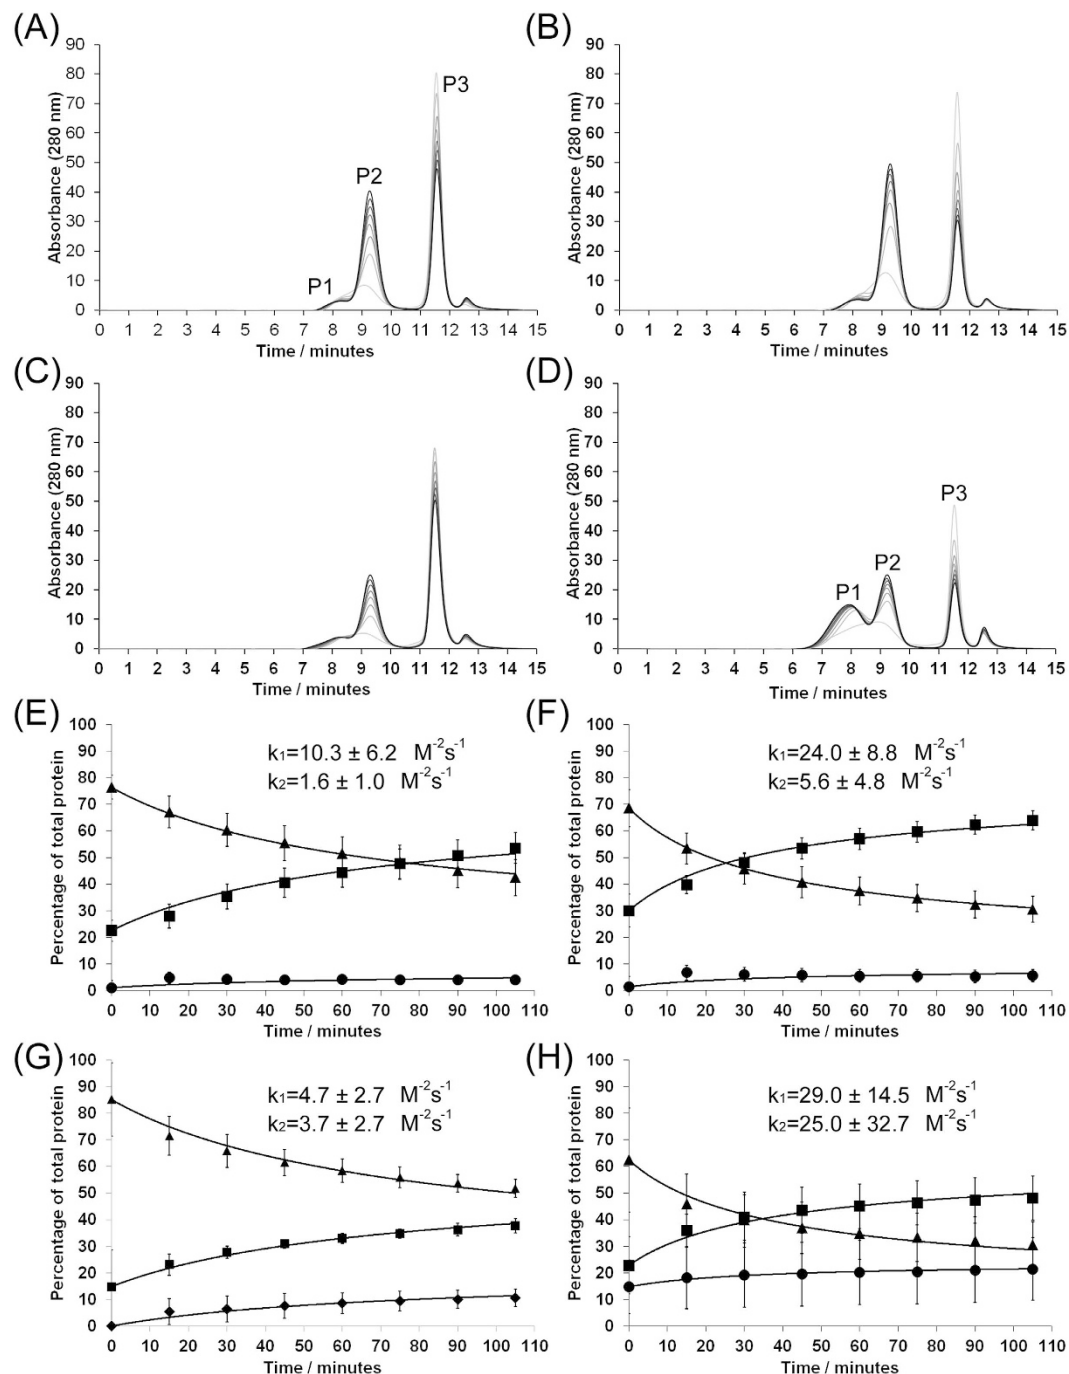 (A)
90
80
70
60
50
40
30
20
10
0
Absorbance (280 nm)
P1
P2
P3
0 1 2 3 4 5 6 7 8 9 10 11 12 13 14 15
Time / minutes
(B)
90
80
70
60
50
40
30
20
10
0
Absorbance (280 nm)
0 1 2 3 4 5 6 7 8 9 10 11 12 13 14 15
Time / minutes
(C)
90
80
70
60
50
40
30
20
10
0
Absorbance (280 nm)
0 1 2 3 4 5 6 7 8 9 10 11 12 13 14 15
Time / minutes
(D)
90
80
70
60
50
40
30
20
10
0
Absorbance (280 nm)
P1
P2
P3
0 1 2 3 4 5 6 7 8 9 10 11 12 13 14 15
Time / minutes
(E)
100
90
80
70
60
50
40
30
20
10
0
Percentage of total protein
k₁=10.3 ± 6.2 M⁻²s⁻¹
k₂=1.6 ± 1.0 M⁻²s⁻¹
0 10 20 30 40 50 60 70 80 90 100 110
Time / minutes
(F)
100
90
80
70
60
50
40
30
20
10
0
Percentage of total protein
k₁=24.0 ± 8.8 M⁻²s⁻¹
k₂=5.6 ± 4.8 M⁻²s⁻¹
0 10 20 30 40 50 60 70 80 90 100 110
Time / minutes
(G)
100
90
80
70
60
50
40
30
20
10
0
Percentage of total protein
k₁=4.7 ± 2.7 M⁻²s⁻¹
k₂=3.7 ± 2.7 M⁻²s⁻¹
0 10 20 30 40 50 60 70 80 90 100 110
Time / minutes
(H)
100
90
80
70
60
50
40
30
20
10
0
Percentage of total protein
k₁=29.0 ± 14.5 M⁻²s⁻¹
k₂=25.0 ± 32.7 M⁻²s⁻¹
0 10 20 30 40 50 60 70 80 90 100 110
Time / minutes